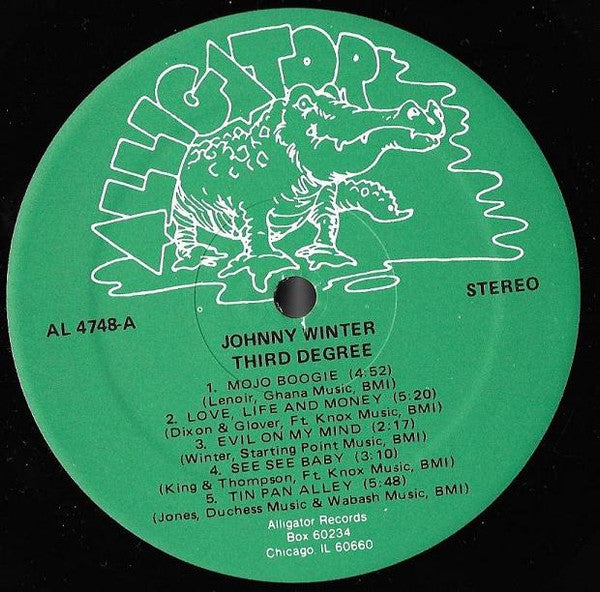 ALLIGATOR
AL 4748-A
STEREO
JOHNNY WINTER
THIRD DEGREE
1. MOJO BOOGIE (4:52)
(Lenoir, Ghana Music, BMI)
2. LOVE, LIFE AND MONEY (5:20)
(Dixon & Glover, Ft. Knox Music, BMI)
3. EVIL ON MY MIND (2:17)
(Winter, Starting Point Music, BMI)
4. SEE SEE BABY (3:10)
(King & Thompson, Ft. Knox Music, BMI)
5. TIN PAN ALLEY (5:48)
(Jones, Duchess Music & Wabash Music, BMI)
Alligator Records
Box 60234
Chicago IL 60660